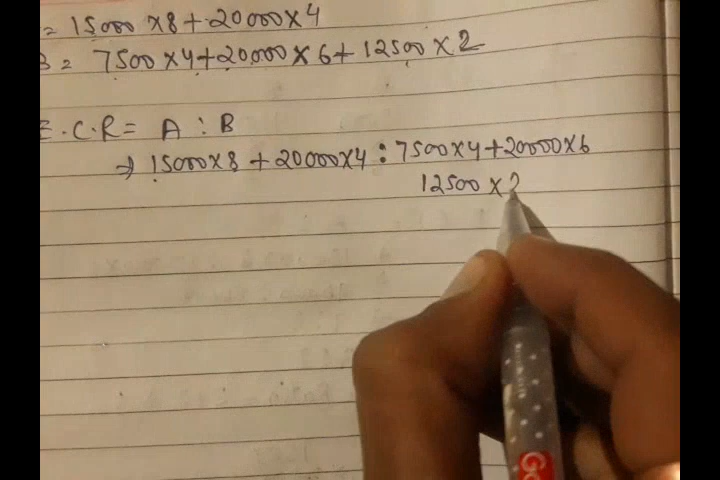 = 15000 x 8 + 20000 x 4
B = 7500 x 4 + 20000 x 6 + 12500 x 2
E.C.R = A : B
→ 15000 x 8 + 20000 x 4 : 7500 x 4 + 20000 x 6
12500 x 2
Go